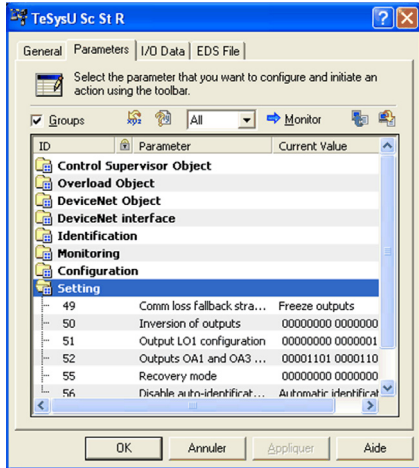 TeSysU Sc St R
General Parameters I/O Data EDS File
Select the parameter that you want to configure and initiate an
action using the toolbar.
Groups All Monitor
ID Parameter Current Value
Control Supervisor Object
Overload Object
DeviceNet Object
DeviceNet interface
Identification
Monitoring
Configuration
Setting
49 Comm loss fallback stra... Freeze outputs
50 Inversion of outputs 00000000 0000000
51 Output LO1 configuration 00000000 0000001
52 Outputs OA1 and OA3 ... 00001101 0000110
55 Recovery mode 00000000 0000000
56 Disable auto-identificat... Automatic identificat
OK Annuler Appliquer Aide